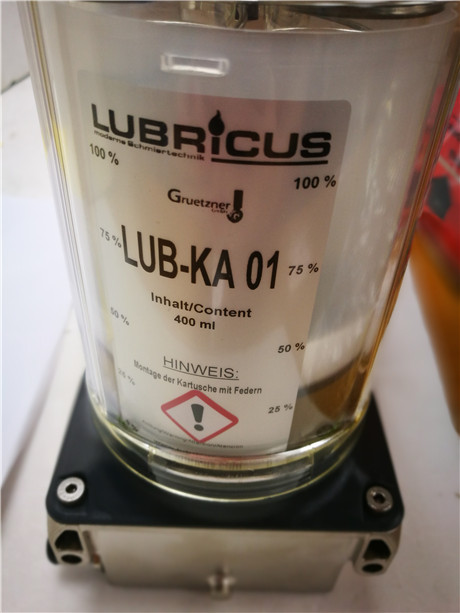 LUBRICUS
moderne Schmiertechnik
100 %
100 %
Gruetzner
GmbH
75 %
LUB-KA 01
75 %
Inhalt/Content
400 ml
50 %
50 %
HINWEIS:
Montage der Kartusche mit Federn
25 %
25 %